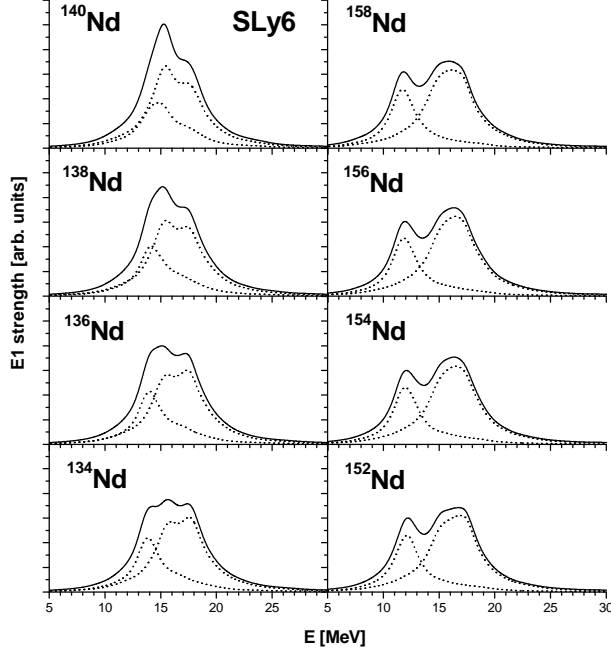 ¹⁴⁰Nd SLy6
¹⁵⁸Nd
¹³⁸Nd
¹⁵⁶Nd
¹³⁶Nd
¹⁵⁴Nd
¹³⁴Nd
¹⁵²Nd
E1 strength [arb. units]
5 10 15 20 25 5 10 15 20 25 30
E [MeV]